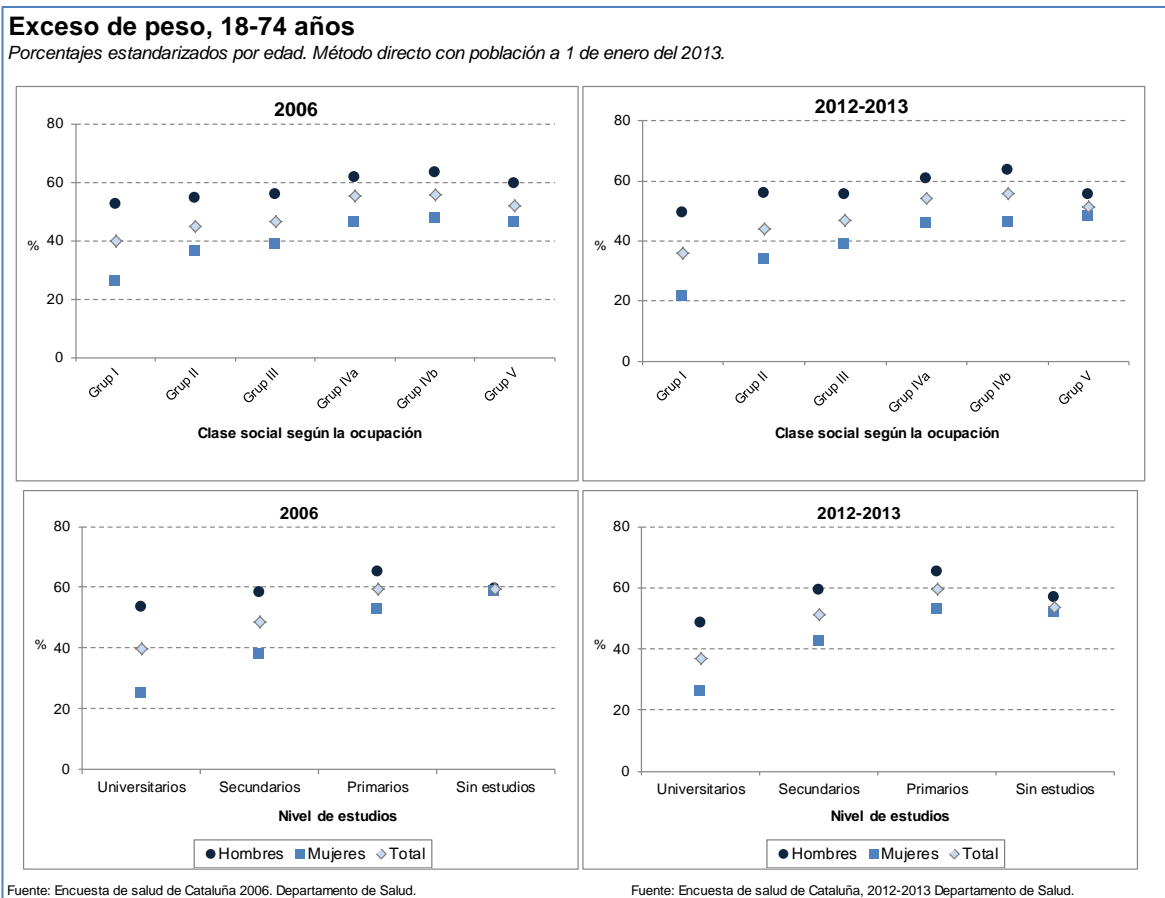 Exceso de peso, 18-74 años
Porcentajes estandarizados por edad. Método directo con población a 1 de enero del 2013.
2006
80
60
40
20
0
%
Grup I
Grup II
Grup III
Grup IVa
Grup IVb
Grup V
Clase social según la ocupación
2012-2013
80
60
40
20
0
%
Grup I
Grup II
Grup III
Grup IVa
Grup IVb
Grup V
Clase social según la ocupación
2006
80
60
40
20
0
%
Universitarios Secundarios Primarios Sin estudios
Nivel de estudios
Hombres Mujeres Total
2012-2013
80
60
40
20
0
%
Universitarios Secundarios Primarios Sin estudios
Nivel de estudios
Hombres Mujeres Total
Fuente: Encuesta de salud de Cataluña 2006. Departamento de Salud.
Fuente: Encuesta de salud de Cataluña, 2012-2013 Departamento de Salud.